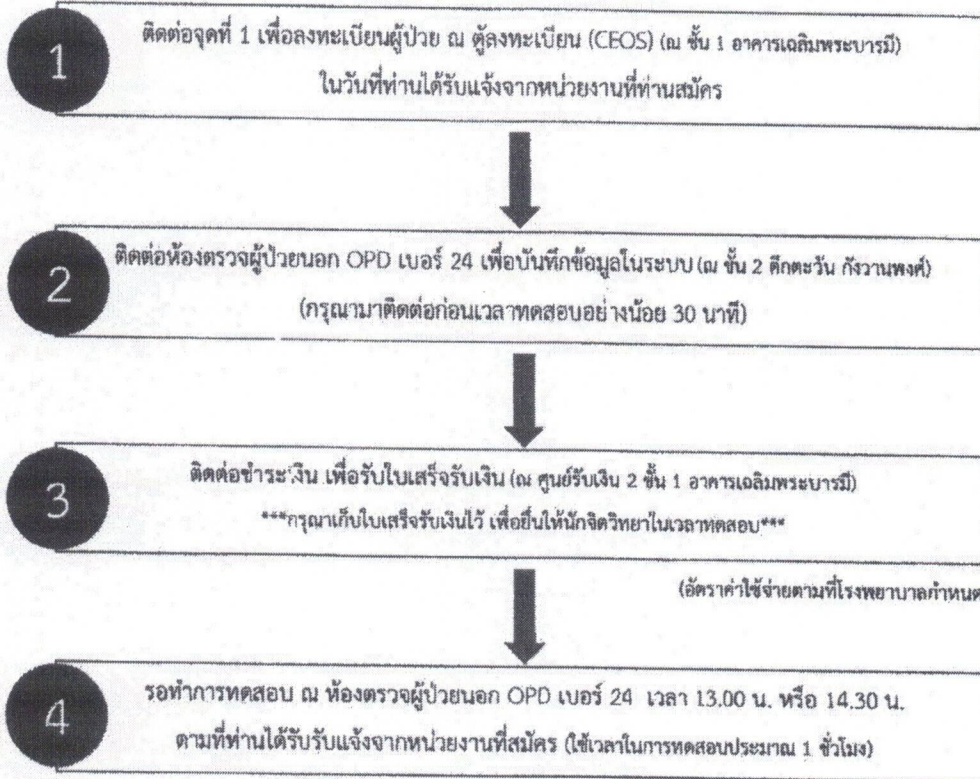 1
ติดต่อจุดที่ 1 เพื่อลงทะเบียนผู้ป่วย ณ ตู้ลงทะเบียน (CEOS) (ณ ชั้น 1 อาคารเฉลิมพระบารมี)
ในวันที่ท่านได้รับแจ้งจากหน่วยงานที่ท่านสมัคร
2
ติดต่อห้องตรวจผู้ป่วยนอก OPD เบอร์ 24 เพื่อบันทึกข้อมูลในระบบ (ณ ชั้น 2 ตึกตะวัน กังวานพงศ์)
(กรุณามาติดต่อก่อนเวลาทดสอบอย่างน้อย 30 นาที)
3
ติดต่อชำระเงิน เพื่อรับใบเสร็จรับเงิน (ณ ศูนย์รับเงิน 2 ชั้น 1 อาคารเฉลิมพระบารมี)
***กรุณาเก็บใบเสร็จรับเงินไว้ เพื่อยื่นให้นักจิตวิทยาในเวลาทดสอบ***
(อัตราค่าใช้จ่ายตามที่โรงพยาบาลกำหนด
4
รอทำการทดสอบ ณ ห้องตรวจผู้ป่วยนอก OPD เบอร์ 24 เวลา 13.00 น. หรือ 14.30 น.
ตามที่ท่านได้รับรับแจ้งจากหน่วยงานที่สมัคร (ใช้เวลาในการทดสอบประมาณ 1 ชั่วโมง)